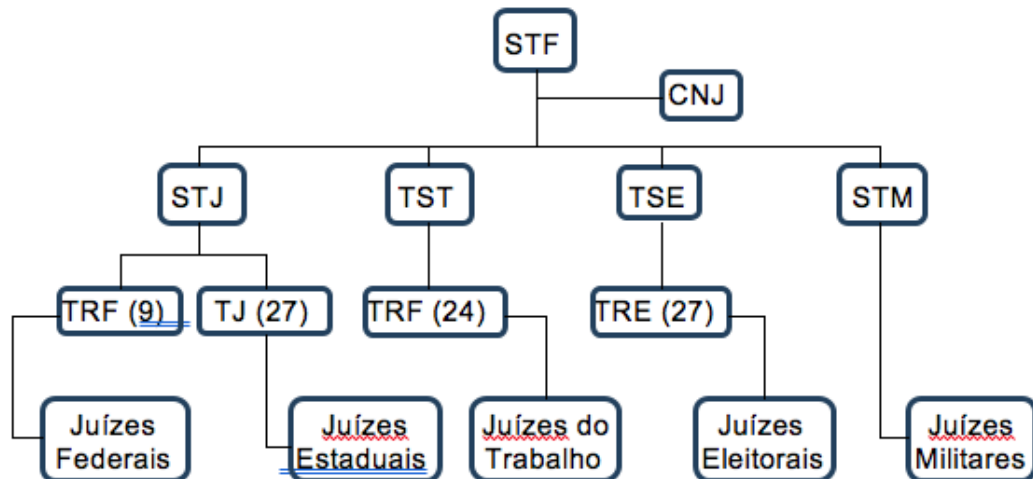 STF
CNJ
STJ
TST
TSE
STM
TRF (9)
TJ (27)
TRF (24)
TRE (27)
Juízes
Federais
Juízes
Estaduais
Juízes do
Trabalho
Juízes
Eleitorais
Juízes
Militares